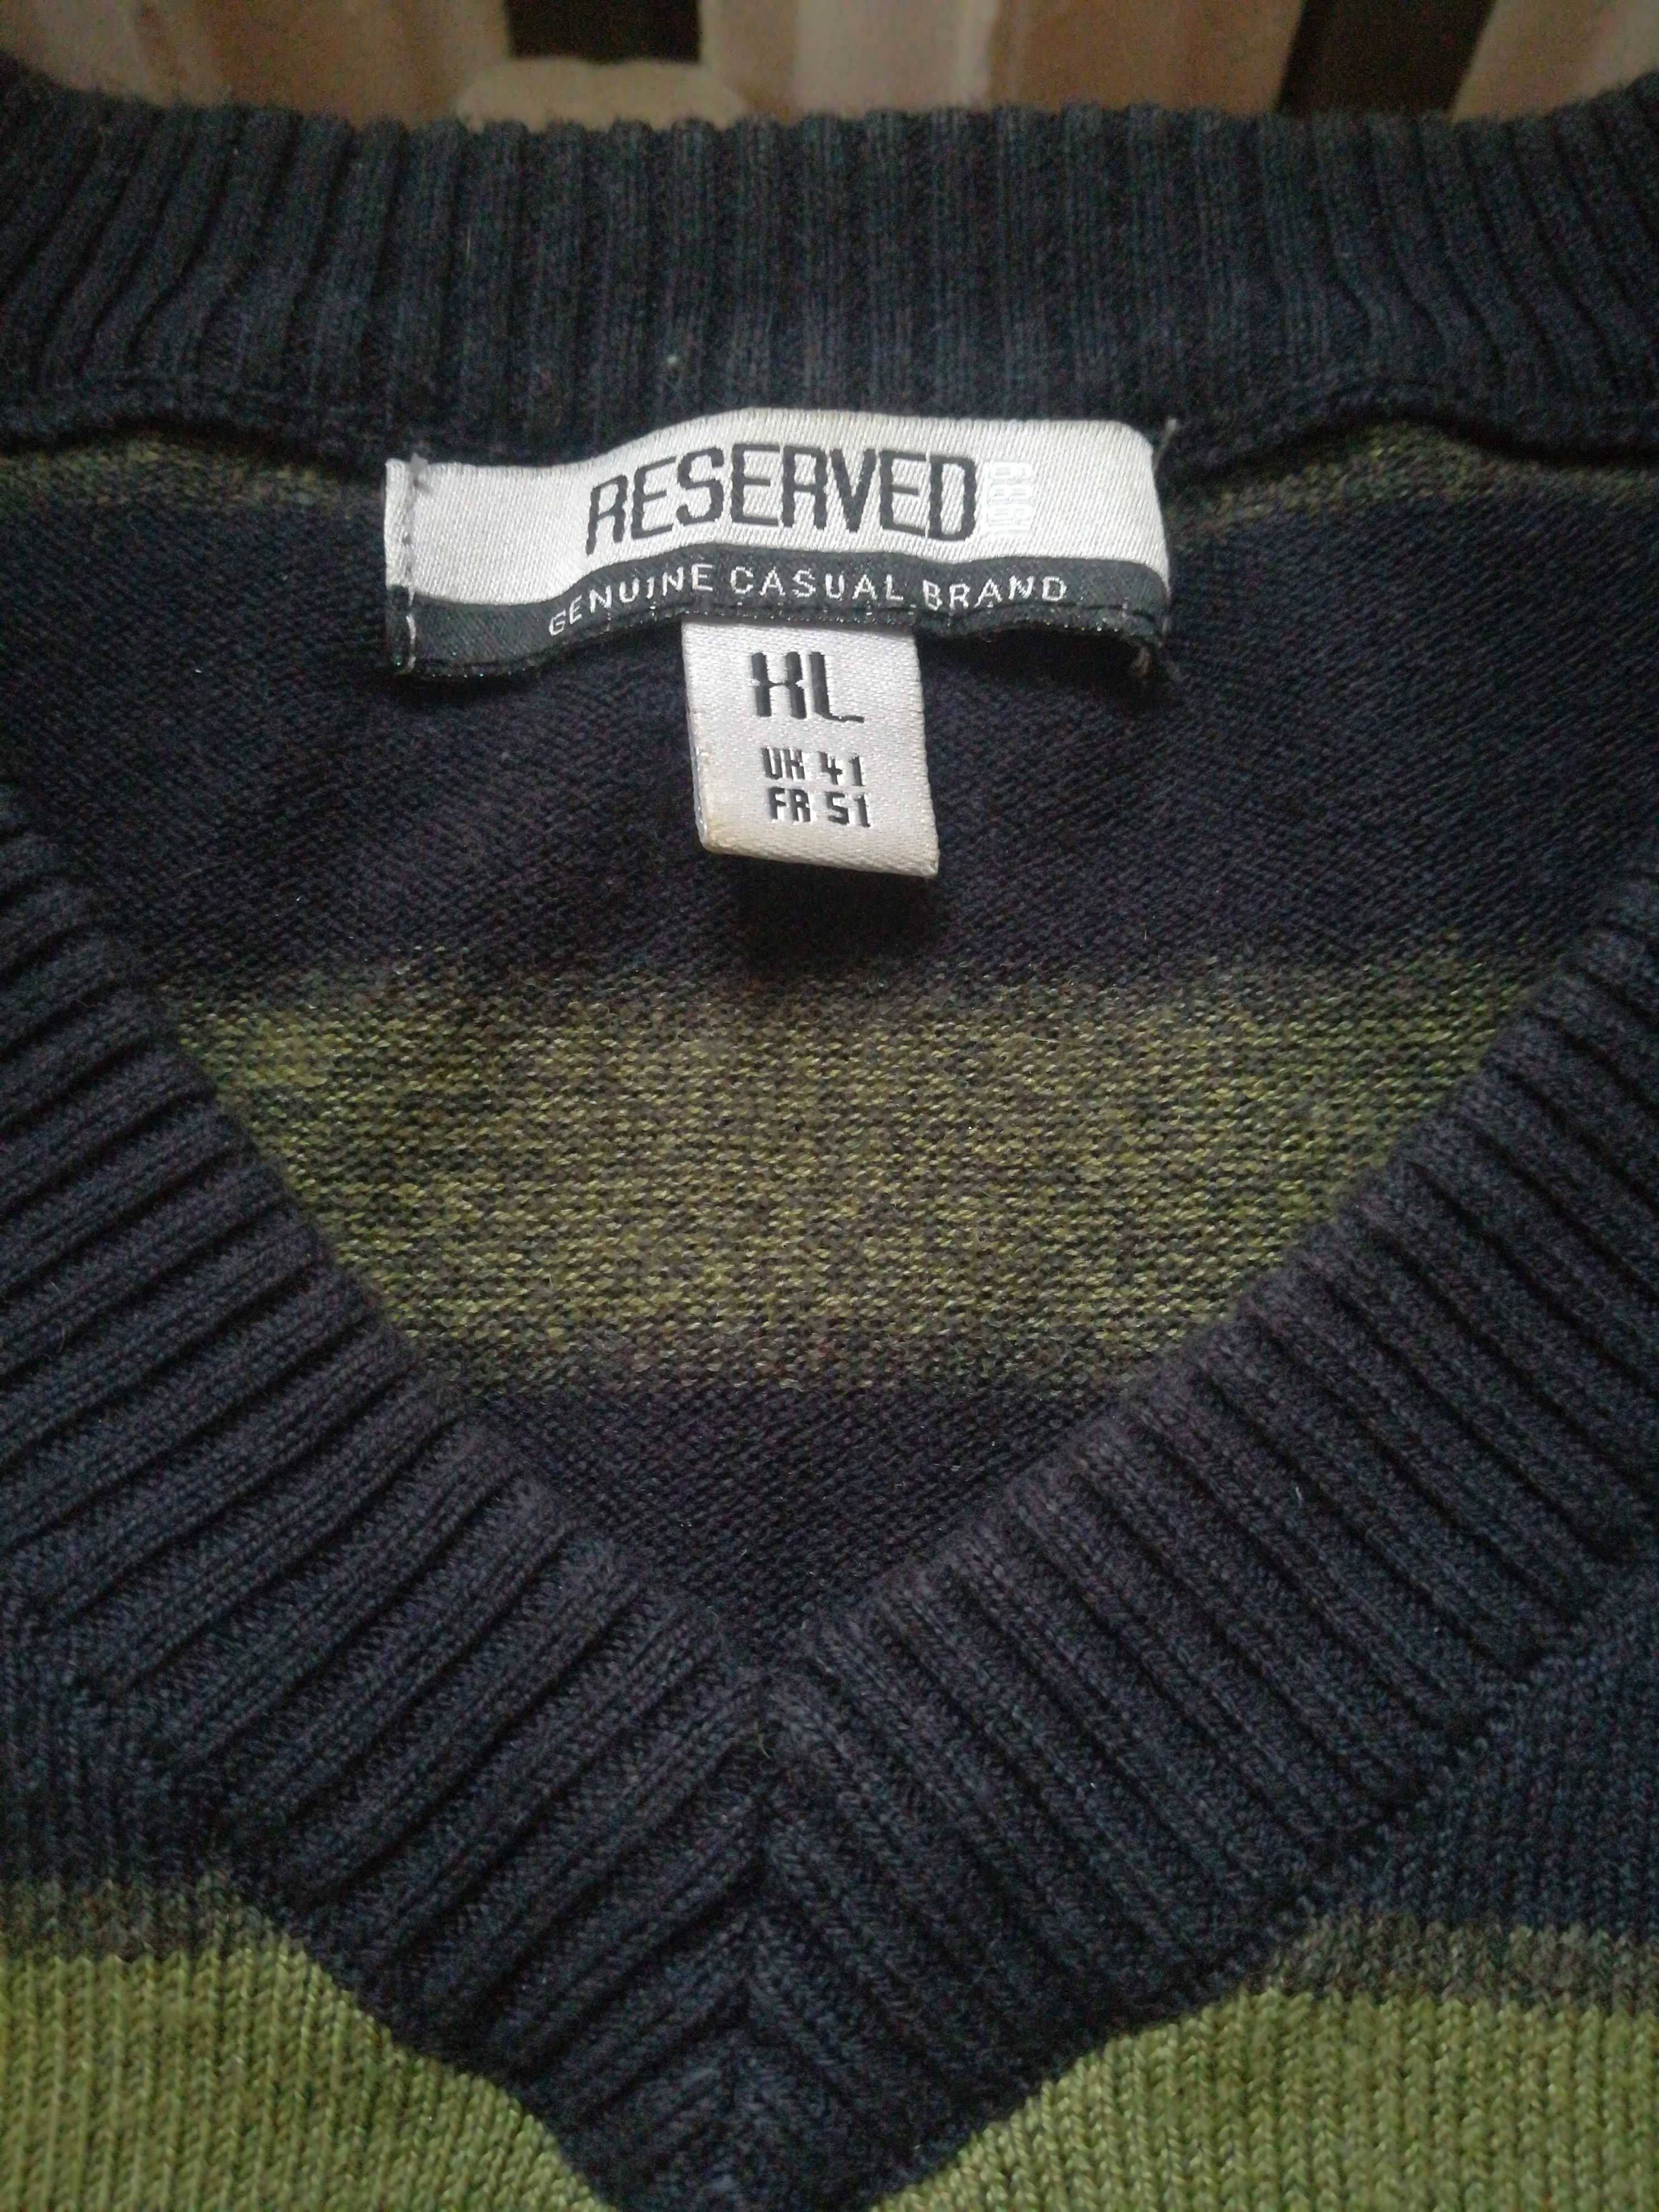 RESERVED
GENUINE CASUAL BRAND
XL
UK 41
FR 51